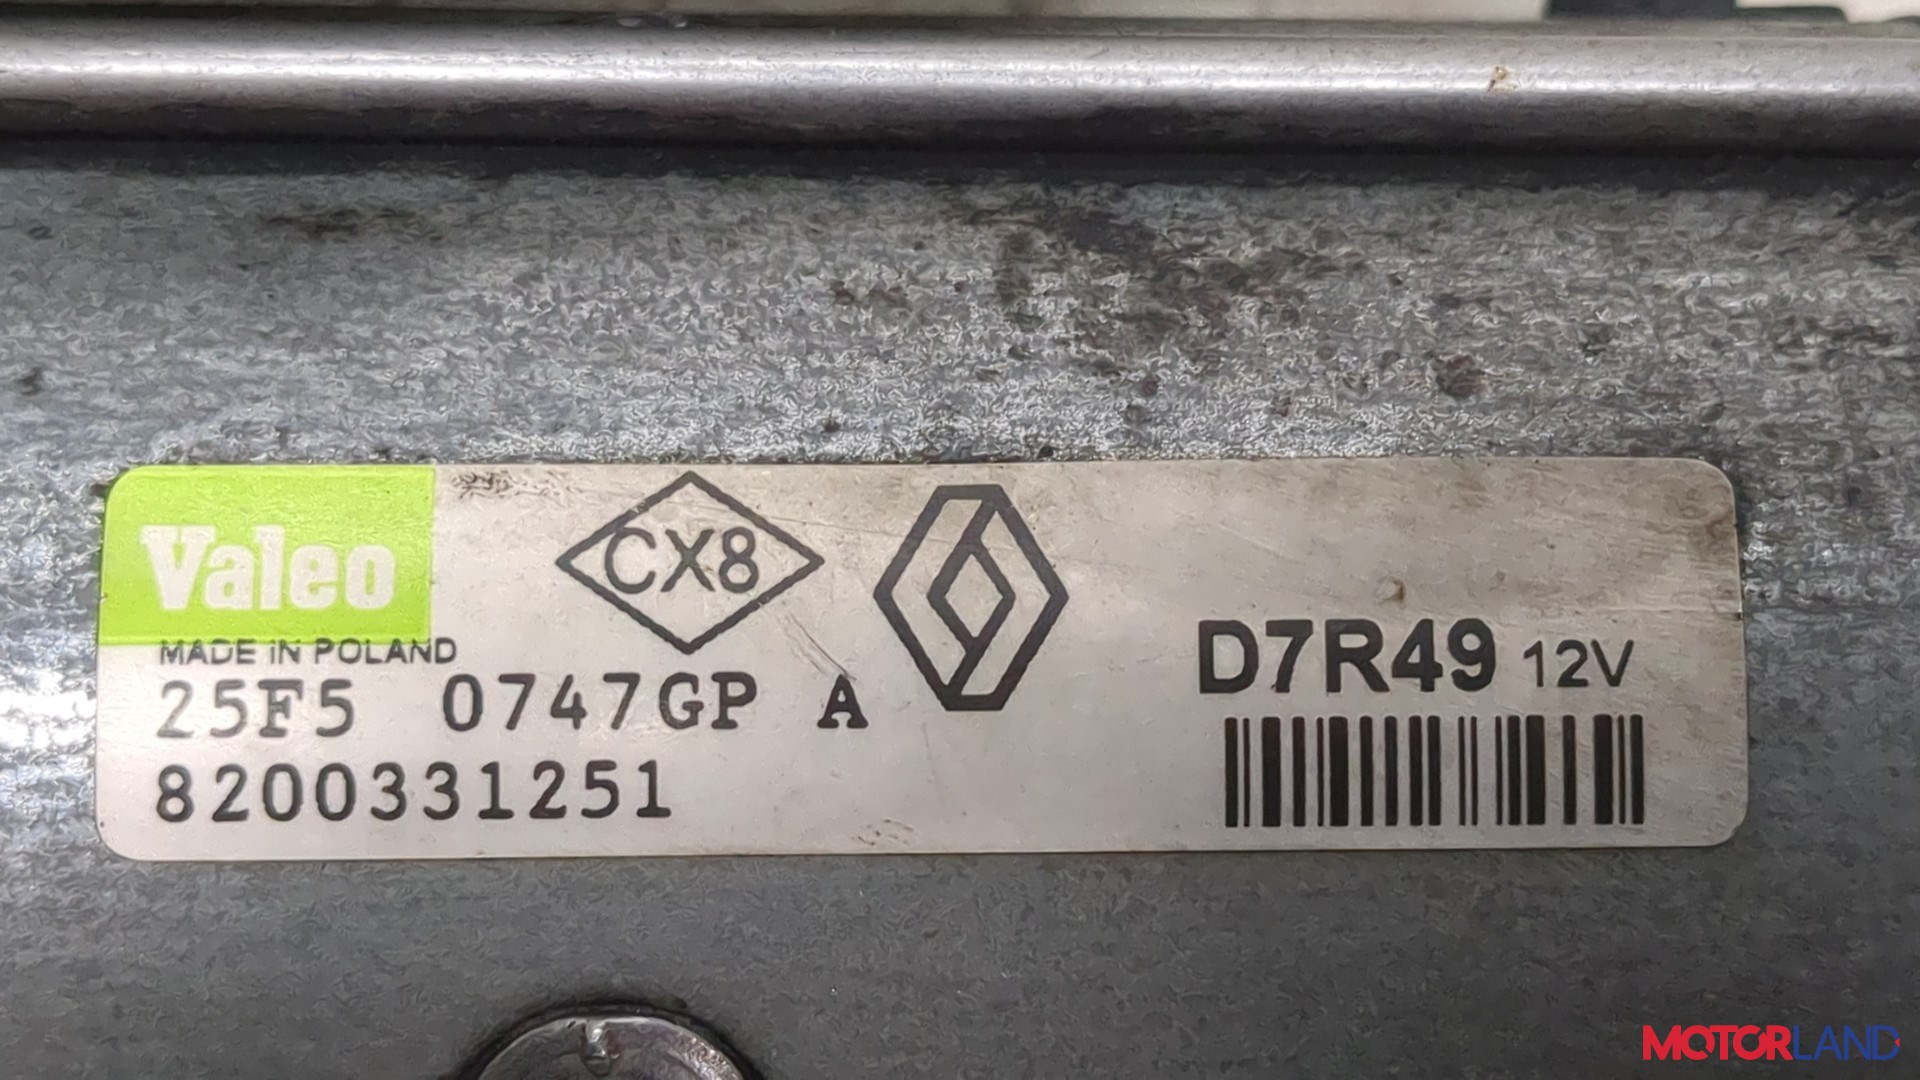 Valeo
CX8
MADE IN POLAND
D7R49 12V
25F5 0747GP A
8200331251
MOTORLAND